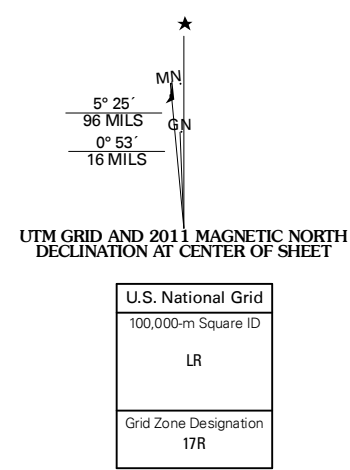 ★
MN
5° 25´
96 MILS
GN
0° 53´
16 MILS
UTM GRID AND 2011 MAGNETIC NORTH
DECLINATION AT CENTER OF SHEET
U.S. National Grid
100,000-m Square ID
LR
Grid Zone Designation
17R